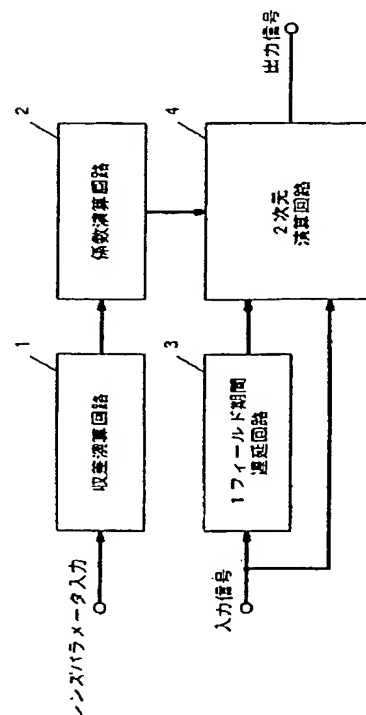 レンズパラメータ入力
1
収差演算回路
2
係数演算回路
入力信号
3
1フィールド期間
遅延回路
4
2次元
演算回路
出力信号